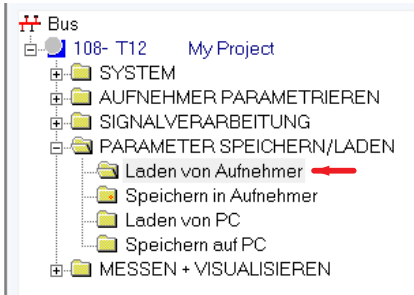 Bus
108- T12 My Project
SYSTEM
AUFNEHMER PARAMETRIEREN
SIGNALVERARBEITUNG
PARAMETER SPEICHERN/LADEN
Laden von Aufnehmer
Speichern in Aufnehmer
Laden von PC
Speichern auf PC
MESSEN + VISUALISIEREN